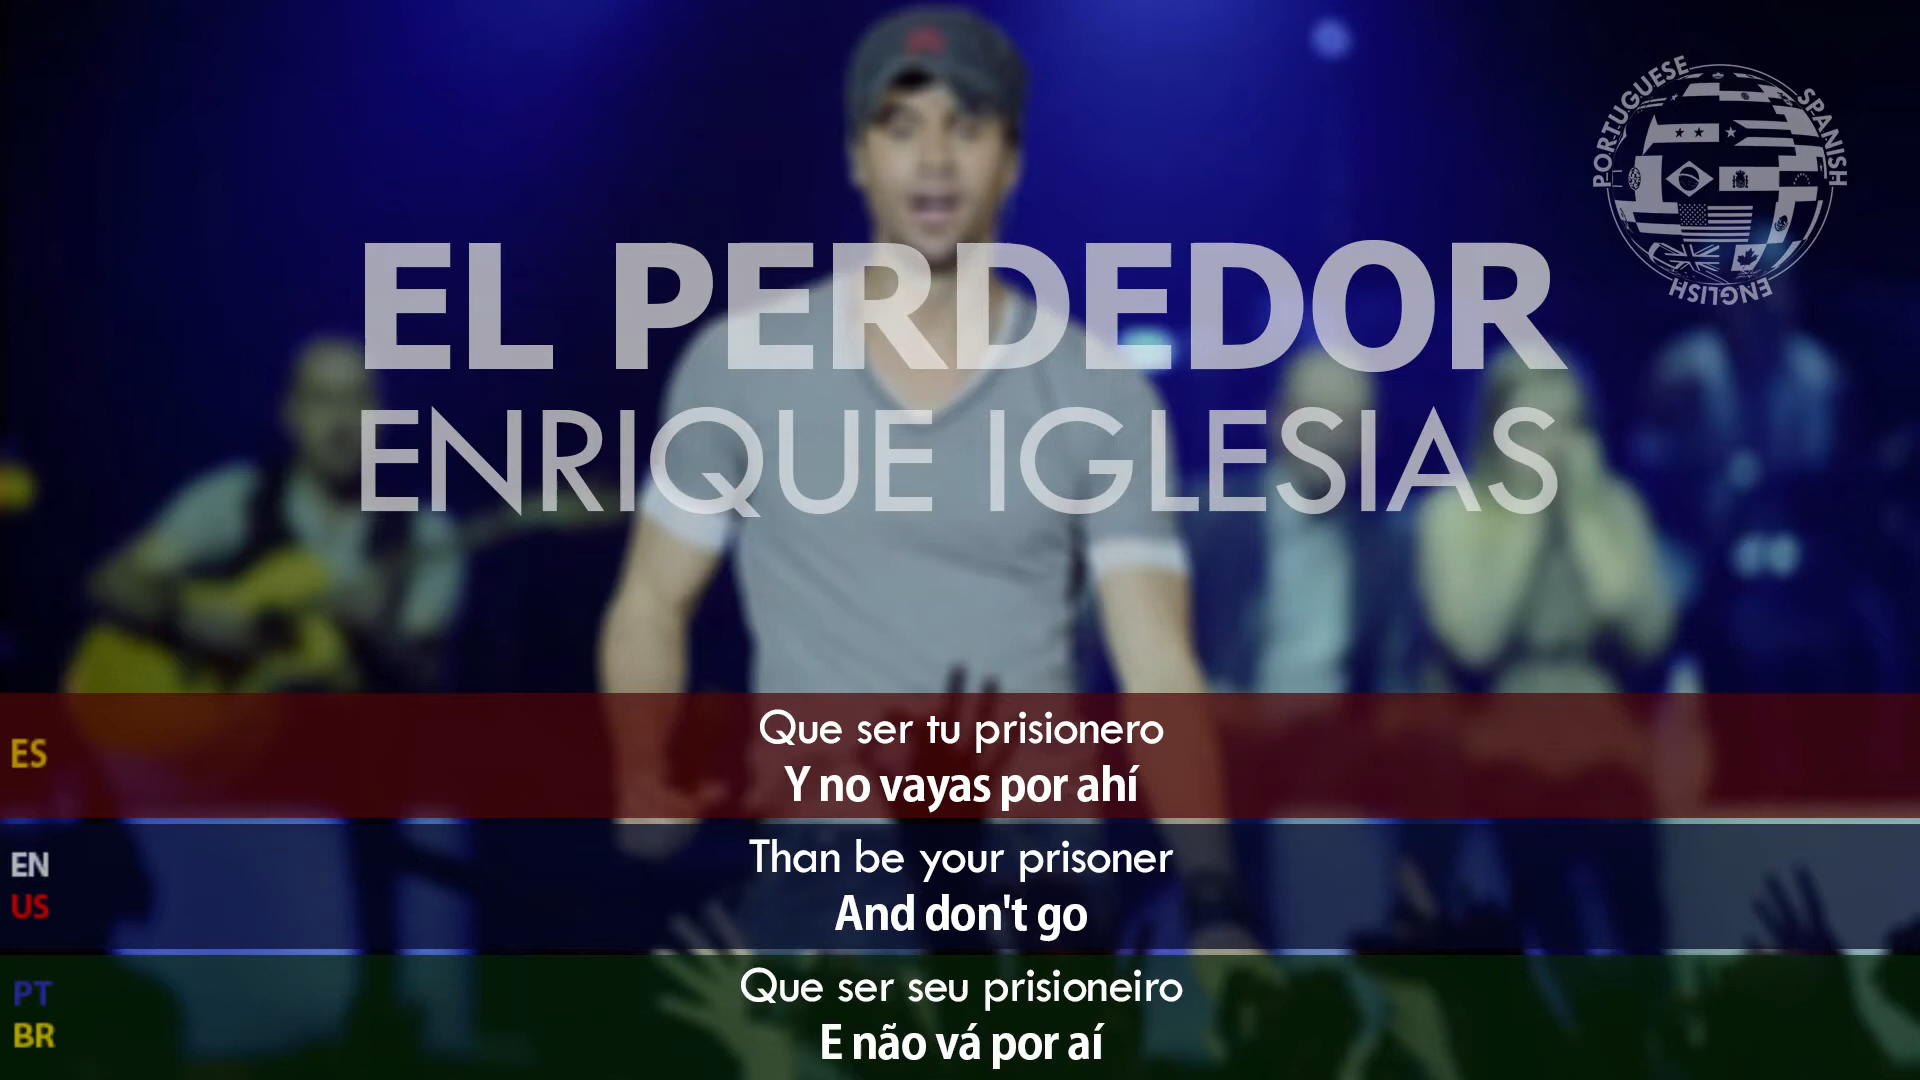 EL PERDEDOR
ENRIQUE IGLESIAS
PORTUGUESE
SPANISH
ENGLISH
ES
Que ser tu prisionero
Y no vayas por ahí
EN
US
Than be your prisoner
And don't go
PT
BR
Que ser seu prisioneiro
E não vá por aí